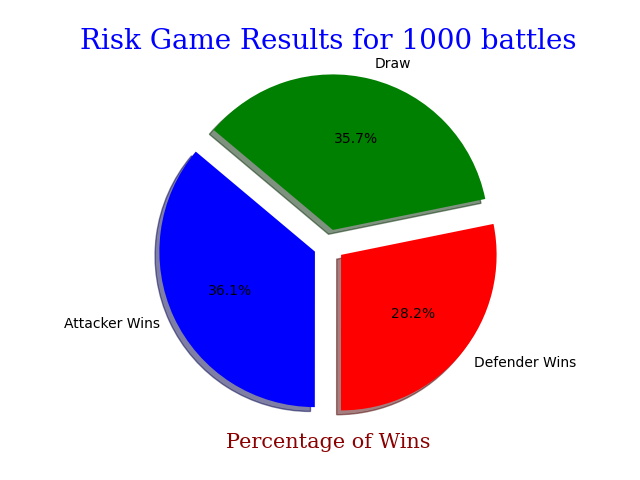 Risk Game Results for 1000 battles
Draw
35.7%
36.1%
28.2%
Attacker Wins
Defender Wins
Percentage of Wins